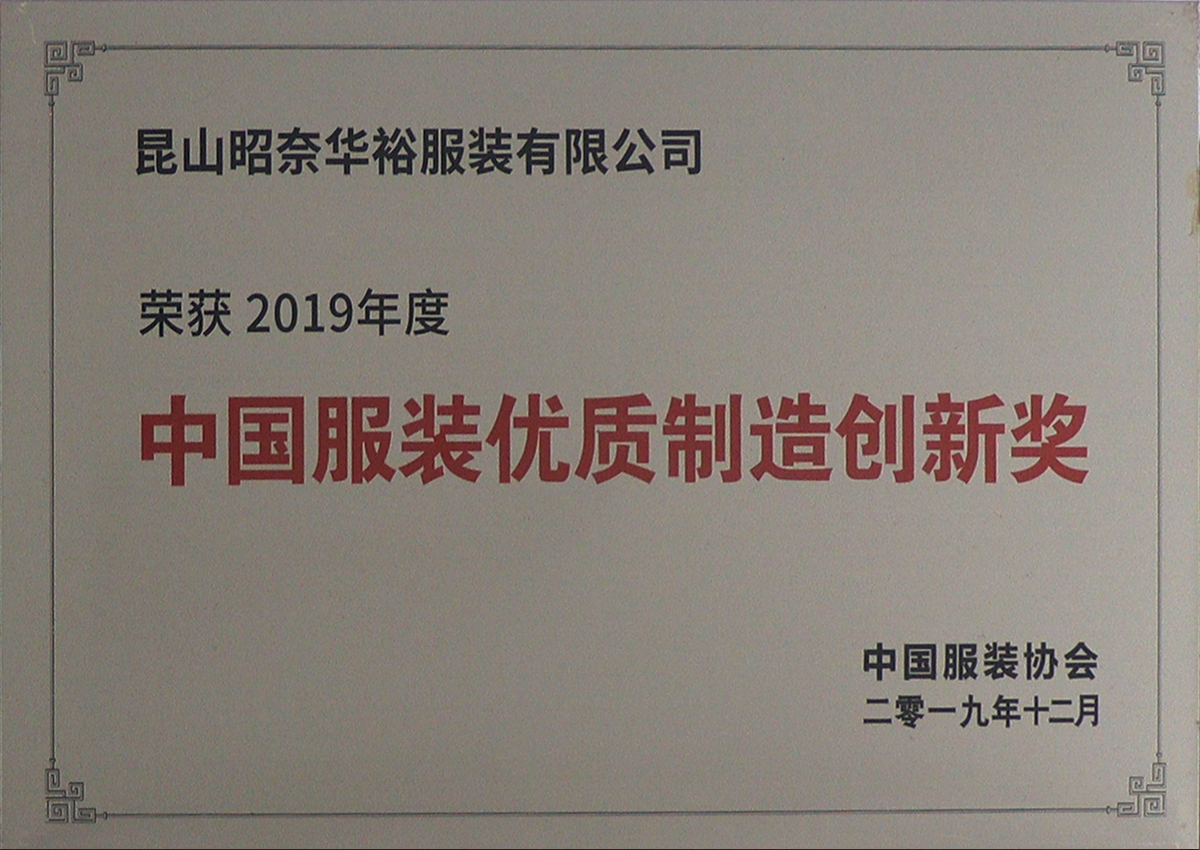 昆山昭奈华裕服装有限公司
荣获 2019年度
中国服装优质制造创新奖
中国服装协会
二零一九年十二月